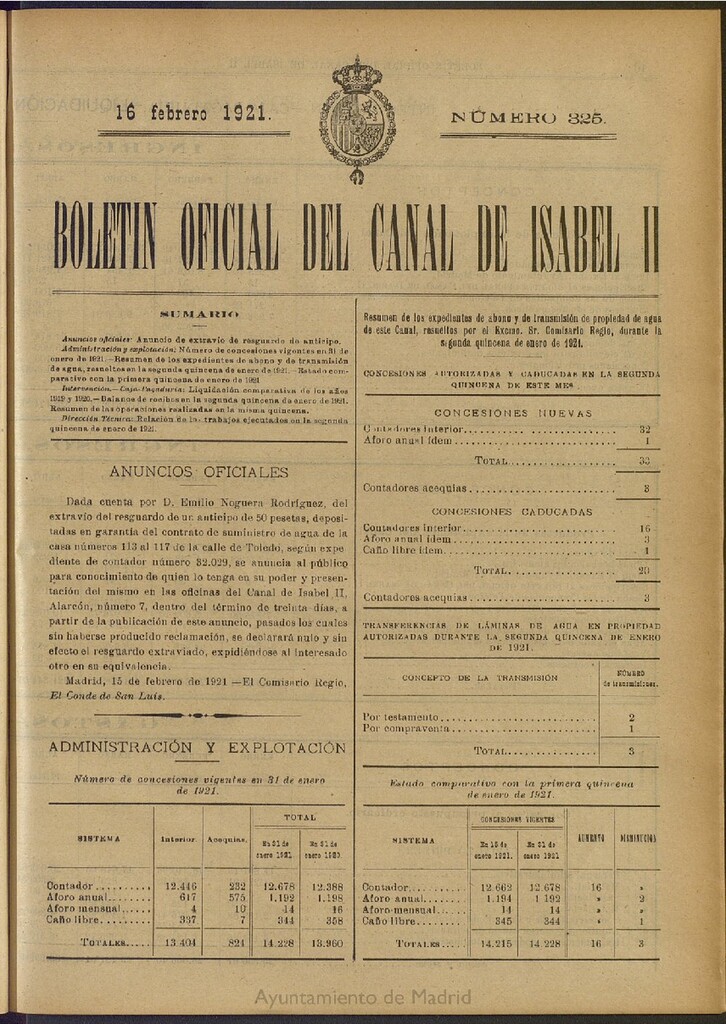 16 febrero 1921.
NÚMERO 325.
BOLETIN OFICIAL DEL CANAL DE ISABEL II
SUMARIO
Anuncios oficiales: Anuncio de extravío de resguardo de anticipo.
Administración y explotación: Número de concesiones vigentes en 31 de
enero de 1921.—Resumen de los expedientes de abono y de transmisión
de agua, resueltos en la segunda quincena de enero de 1921.—Estado com-
parativo con la primera quincena de enero de 1921
Intervención.—Caja-Pagaduría: Liquidación comparativa de los años
1919 y 1920.—Balance de recibos en la segunda quincena de enero de 1921.
Resumen de las operaciones realizadas en la misma quincena.
Dirección Técnica: Relación de los trabajos ejecutados en la segunda
quincena de enero de 1921.
ANUNCIOS OFICIALES
Dada cuenta por D. Emilio Noguera Rodríguez, del
extravío del resguardo de un anticipo de 50 pesetas, deposi-
tadas en garantía del contrato de suministro de agua de la
casa números 113 al 117 de la calle de Toledo, según expe
diente de contador número 32.029, se anuncia al público
para conocimiento de quien lo tenga en su poder y presen-
tación del mismo en las oficinas del Canal de Isabel II,
Alarcón, número 7, dentro del término de treinta días, a
partir de la publicación de este anuncio, pasados los cuales
sin haberse producido reclamación, se declarará nulo y sin
efecto el resguardo extraviado, expidiéndose al interesado
otro en su equivalencia.
Madrid, 15 de febrero de 1921 —El Comisario Regio,
El Conde de San Luis.
ADMINISTRACIÓN Y EXPLOTACIÓN
Número de concesiones vigentes en 31 de enero
de 1921.
SISTEMA Interior. Acequias. TOTAL
En 31 de enero 1921. En 31 de enero 1920.
Contador.......... 12.446 232 12.678 12.388
Aforo anual...... 617 575 1.192 1.198
Aforo mensual.... 4 10 14 16
Caño libre........ 337 7 344 358
TOTALES..... 13.404 824 14.228 13.960
Resumen de los expedientes de abono y de transmisión de propiedad de agua
de este Canal, resueltos por el Excmo. Sr. Comisario Regio, durante la
segunda quincena de enero de 1921.
CONCESIONES AUTORIZADAS Y CADUCADAS EN LA SEGUNDA
QUINCENA DE ESTE MES
CONCESIONES NUEVAS
Contadores interior.......................... 32
Aforo anual ídem............................ 1
TOTAL.................... 33
Contadores acequias......................... 3
CONCESIONES CADUCADAS
Contadores interior.......................... 16
Aforo anual ídem............................ 3
Caño libre ídem............................. 1
TOTAL.................... 20
Contadores acequias......................... 3
TRANSFERENCIAS DE LÁMINAS DE AGUA EN PROPIEDAD
AUTORIZADAS DURANTE LA SEGUNDA QUINCENA DE ENERO
DE 1921.
CONCEPTO DE LA TRANSMISIÓN NÚMERO de transmisiones.
Por testamento............................ 2
Por compraventa.......................... 1
TOTAL................ 3
Estado comparativo con la primera quincena
de enero de 1921.
SISTEMA CONCESIONES VIGENTES AUMENTO DISMINUCIÓN
En 15 de enero 1921. En 31 de enero 1921
Contador.......... 12.662 12.678 16 »
Aforo anual....... 1.194 1 192 » 2
Aforo mensual..... 14 14 » »
Caño libre......... 345 344 » 1
TOTALES..... 14.215 14.228 16 3
Ayuntamiento de Madrid